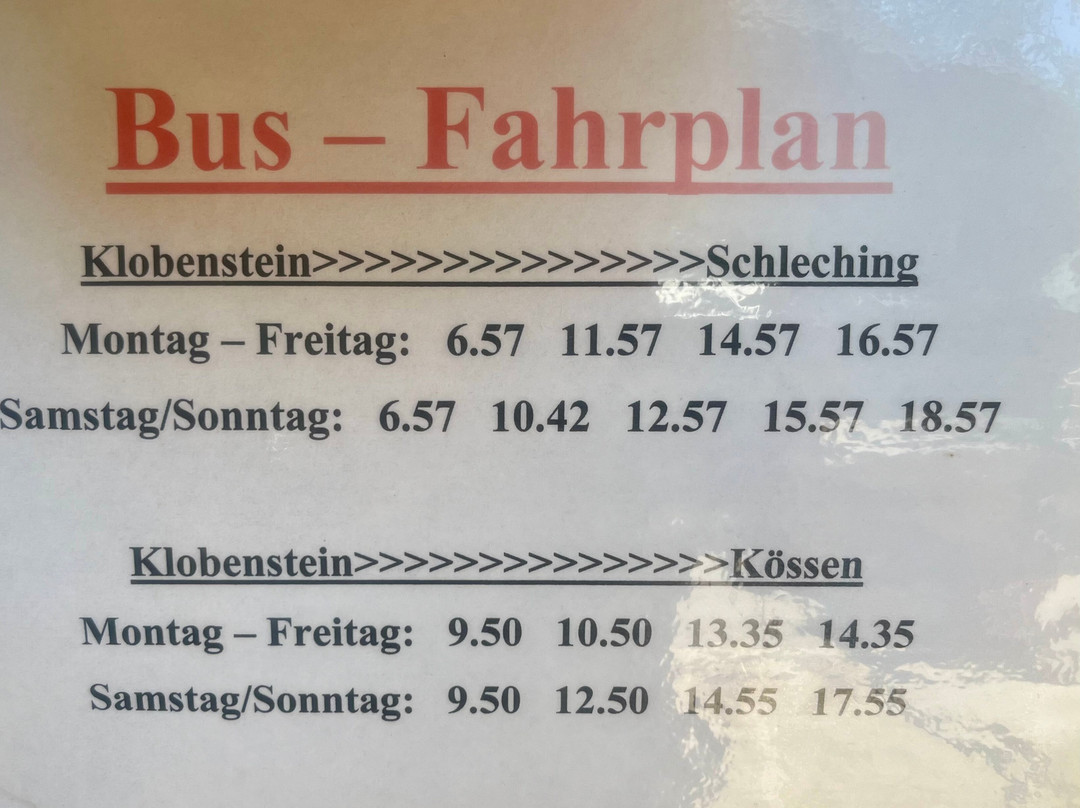 Bus – Fahrplan
Klobenstein>>>>>>>>>>>>>>>Schleching
Montag – Freitag: 6.57 11.57 14.57 16.57
Samstag/Sonntag: 6.57 10.42 12.57 15.57 18.57
Klobenstein>>>>>>>>>>>>>>>Kössen
Montag – Freitag: 9.50 10.50 13.35 14.35
Samstag/Sonntag: 9.50 12.50 14.55 17.55